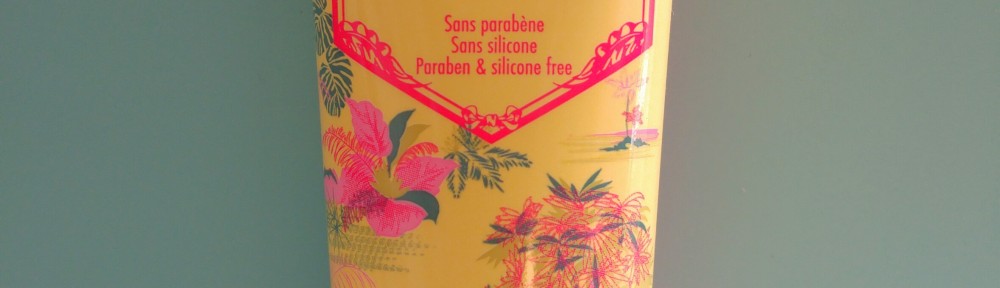 Sans parabène
Sans silicone
Paraben & silicone free